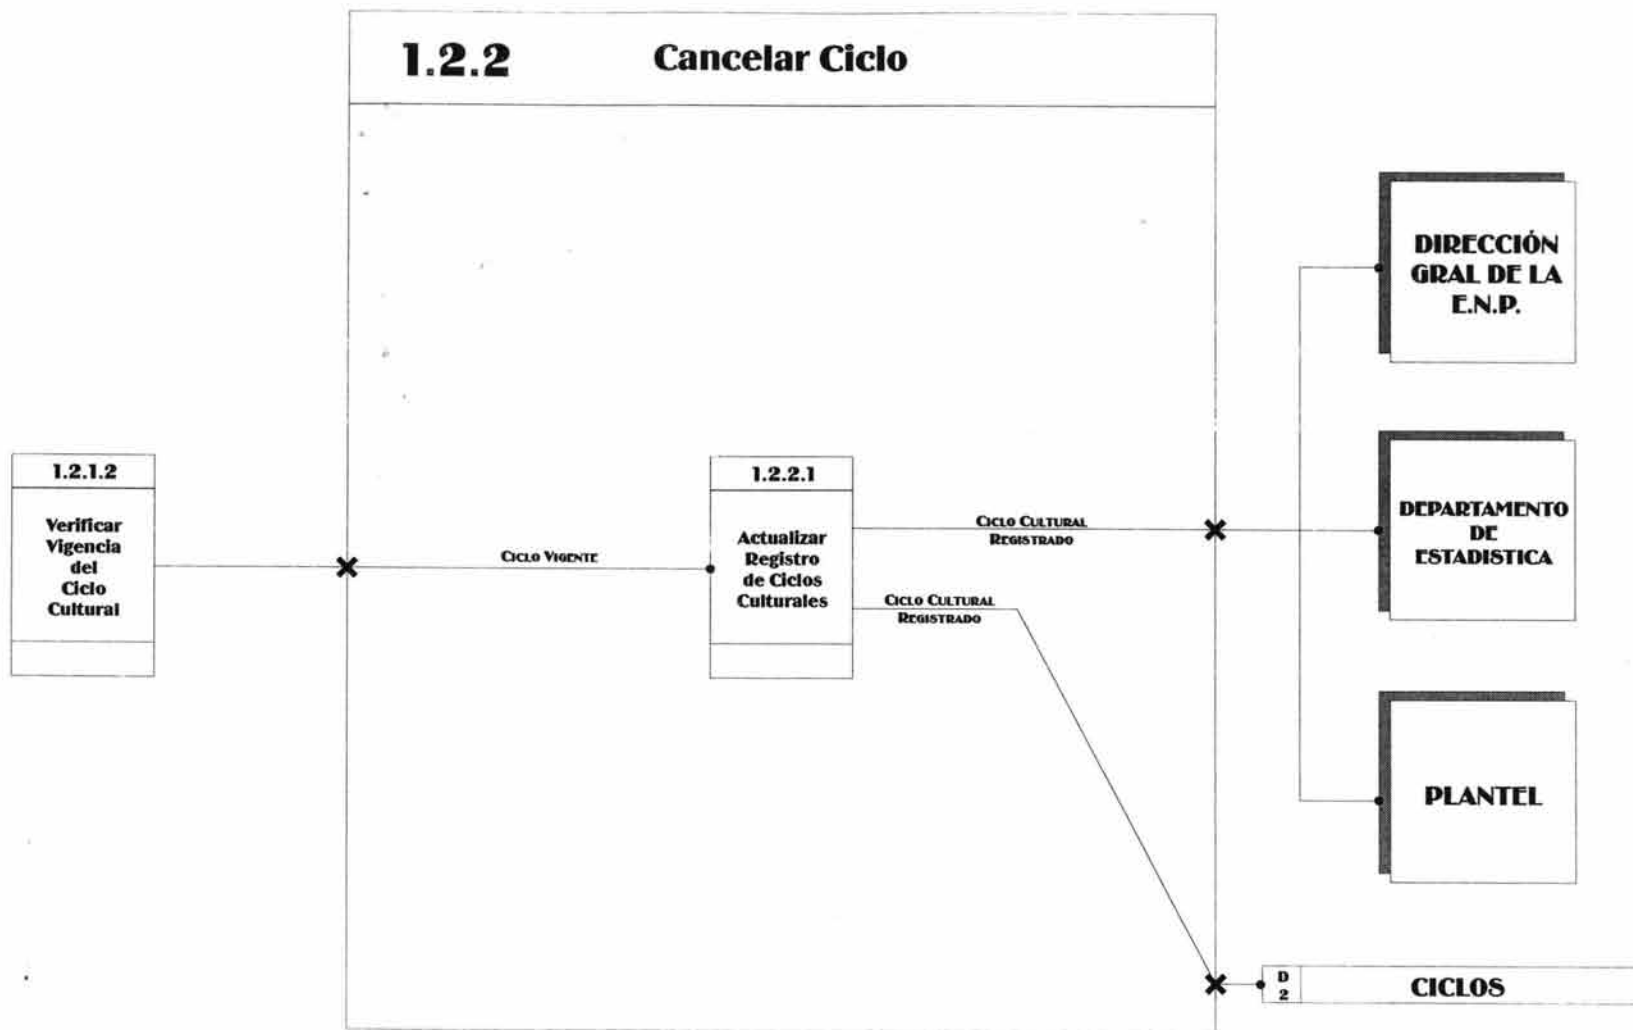 1.2.2 Cancelar Ciclo
1.2.1.2
Verificar
Vigencia
del
Ciclo
Cultural
CICLO VIGENTE
1.2.2.1
Actualizar
Registro
de Ciclos
Culturales
CICLO CULTURAL
REGISTRADO
CICLO CULTURAL
REGISTRADO
DIRECCIÓN
GRAL DE LA
E.N.P.
DEPARTAMENTO
DE
ESTADISTICA
PLANTEL
D
2
CICLOS